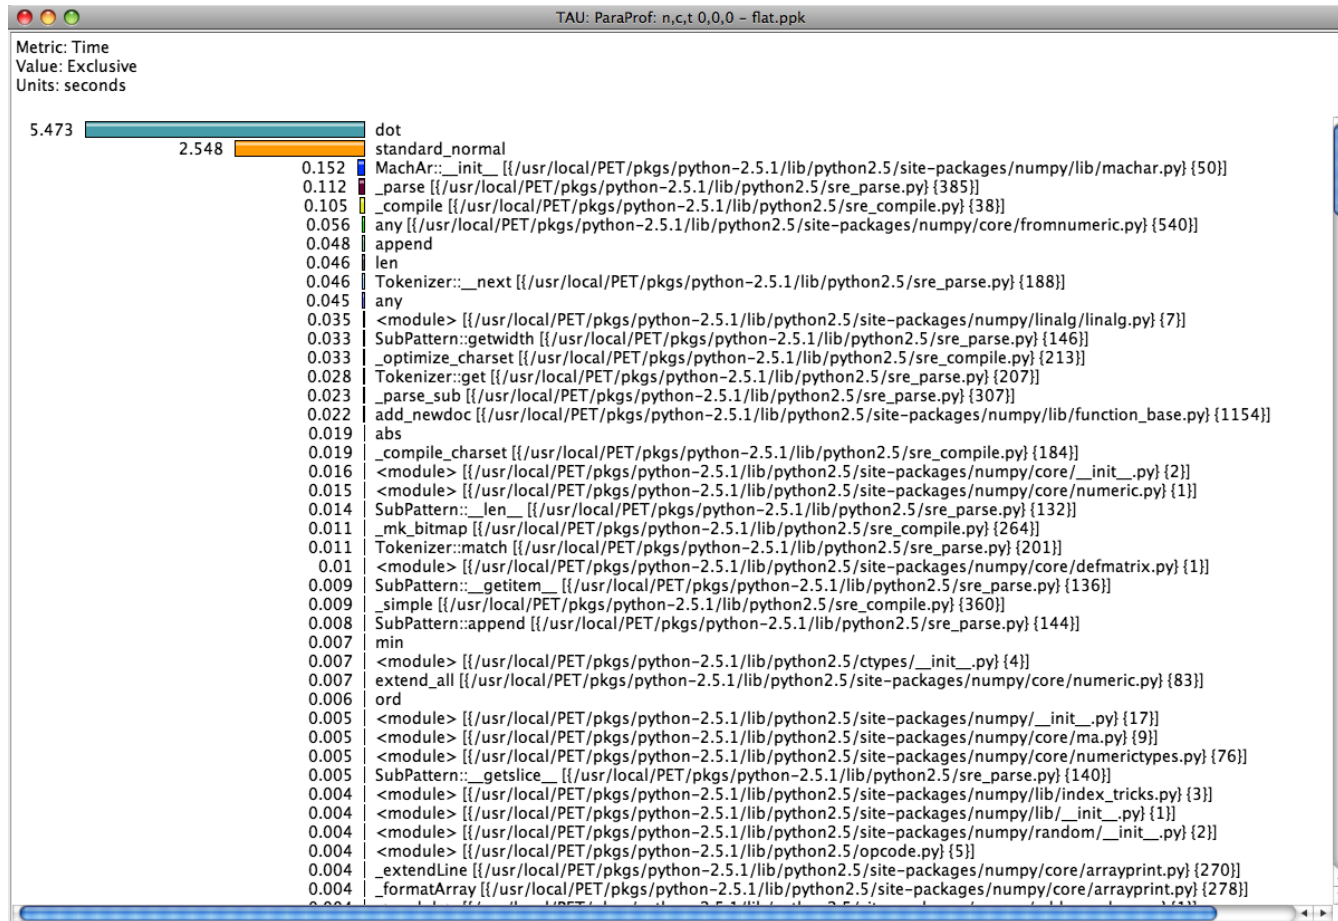 TAU: ParaProf: n,c,t 0,0,0 – flat.ppk
Metric: Time
Value: Exclusive
Units: seconds
5.473 dot
2.548 standard_normal
0.152 MachAr::__init__ [{/usr/local/PET/pkgs/python-2.5.1/lib/python2.5/site-packages/numpy/lib/machar.py} {50}]
0.112 _parse [{/usr/local/PET/pkgs/python-2.5.1/lib/python2.5/sre_parse.py} {385}]
0.105 _compile [{/usr/local/PET/pkgs/python-2.5.1/lib/python2.5/sre_compile.py} {38}]
0.056 any [{/usr/local/PET/pkgs/python-2.5.1/lib/python2.5/site-packages/numpy/core/fromnumeric.py} {540}]
0.048 append
0.046 len
0.046 Tokenizer::__next [{/usr/local/PET/pkgs/python-2.5.1/lib/python2.5/sre_parse.py} {188}]
0.045 any
0.035 <module> [{/usr/local/PET/pkgs/python-2.5.1/lib/python2.5/site-packages/numpy/linalg/linalg.py} {7}]
0.033 SubPattern::getwidth [{/usr/local/PET/pkgs/python-2.5.1/lib/python2.5/sre_parse.py} {146}]
0.033 _optimize_charset [{/usr/local/PET/pkgs/python-2.5.1/lib/python2.5/sre_compile.py} {213}]
0.028 Tokenizer::get [{/usr/local/PET/pkgs/python-2.5.1/lib/python2.5/sre_parse.py} {207}]
0.023 _parse_sub [{/usr/local/PET/pkgs/python-2.5.1/lib/python2.5/sre_parse.py} {307}]
0.022 add_newdoc [{/usr/local/PET/pkgs/python-2.5.1/lib/python2.5/site-packages/numpy/lib/function_base.py} {1154}]
0.019 abs
0.019 _compile_charset [{/usr/local/PET/pkgs/python-2.5.1/lib/python2.5/sre_compile.py} {184}]
0.016 <module> [{/usr/local/PET/pkgs/python-2.5.1/lib/python2.5/site-packages/numpy/core/__init__.py} {2}]
0.015 <module> [{/usr/local/PET/pkgs/python-2.5.1/lib/python2.5/site-packages/numpy/core/numeric.py} {1}]
0.014 SubPattern::__len__ [{/usr/local/PET/pkgs/python-2.5.1/lib/python2.5/sre_parse.py} {132}]
0.011 _mk_bitmap [{/usr/local/PET/pkgs/python-2.5.1/lib/python2.5/sre_compile.py} {264}]
0.011 Tokenizer::match [{/usr/local/PET/pkgs/python-2.5.1/lib/python2.5/sre_parse.py} {201}]
0.01 <module> [{/usr/local/PET/pkgs/python-2.5.1/lib/python2.5/site-packages/numpy/core/defmatrix.py} {1}]
0.009 SubPattern::__getitem__ [{/usr/local/PET/pkgs/python-2.5.1/lib/python2.5/sre_parse.py} {136}]
0.009 _simple [{/usr/local/PET/pkgs/python-2.5.1/lib/python2.5/sre_compile.py} {360}]
0.008 SubPattern::append [{/usr/local/PET/pkgs/python-2.5.1/lib/python2.5/sre_parse.py} {144}]
0.007 min
0.007 <module> [{/usr/local/PET/pkgs/python-2.5.1/lib/python2.5/ctypes/__init__.py} {4}]
0.007 extend_all [{/usr/local/PET/pkgs/python-2.5.1/lib/python2.5/site-packages/numpy/core/numeric.py} {83}]
0.006 ord
0.005 <module> [{/usr/local/PET/pkgs/python-2.5.1/lib/python2.5/site-packages/numpy/__init__.py} {17}]
0.005 <module> [{/usr/local/PET/pkgs/python-2.5.1/lib/python2.5/site-packages/numpy/core/ma.py} {9}]
0.005 <module> [{/usr/local/PET/pkgs/python-2.5.1/lib/python2.5/site-packages/numpy/core/numerictypes.py} {76}]
0.005 SubPattern::__getslice__ [{/usr/local/PET/pkgs/python-2.5.1/lib/python2.5/sre_parse.py} {140}]
0.004 <module> [{/usr/local/PET/pkgs/python-2.5.1/lib/python2.5/site-packages/numpy/lib/index_tricks.py} {3}]
0.004 <module> [{/usr/local/PET/pkgs/python-2.5.1/lib/python2.5/site-packages/numpy/lib/__init__.py} {1}]
0.004 <module> [{/usr/local/PET/pkgs/python-2.5.1/lib/python2.5/site-packages/numpy/random/__init__.py} {2}]
0.004 <module> [{/usr/local/PET/pkgs/python-2.5.1/lib/python2.5/opcode.py} {5}]
0.004 _extendLine [{/usr/local/PET/pkgs/python-2.5.1/lib/python2.5/site-packages/numpy/core/arrayprint.py} {270}]
0.004 _formatArray [{/usr/local/PET/pkgs/python-2.5.1/lib/python2.5/site-packages/numpy/core/arrayprint.py} {278}]